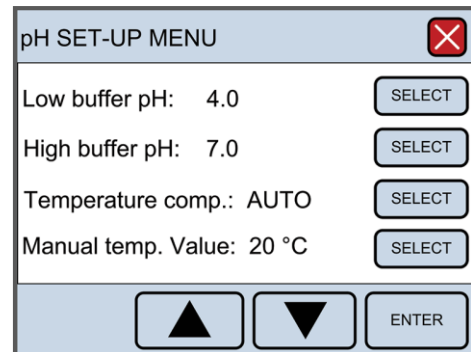 pH SET-UP MENU
Low buffer pH: 4.0 SELECT
High buffer pH: 7.0 SELECT
Temperature comp.: AUTO SELECT
Manual temp. Value: 20 °C SELECT
ENTER